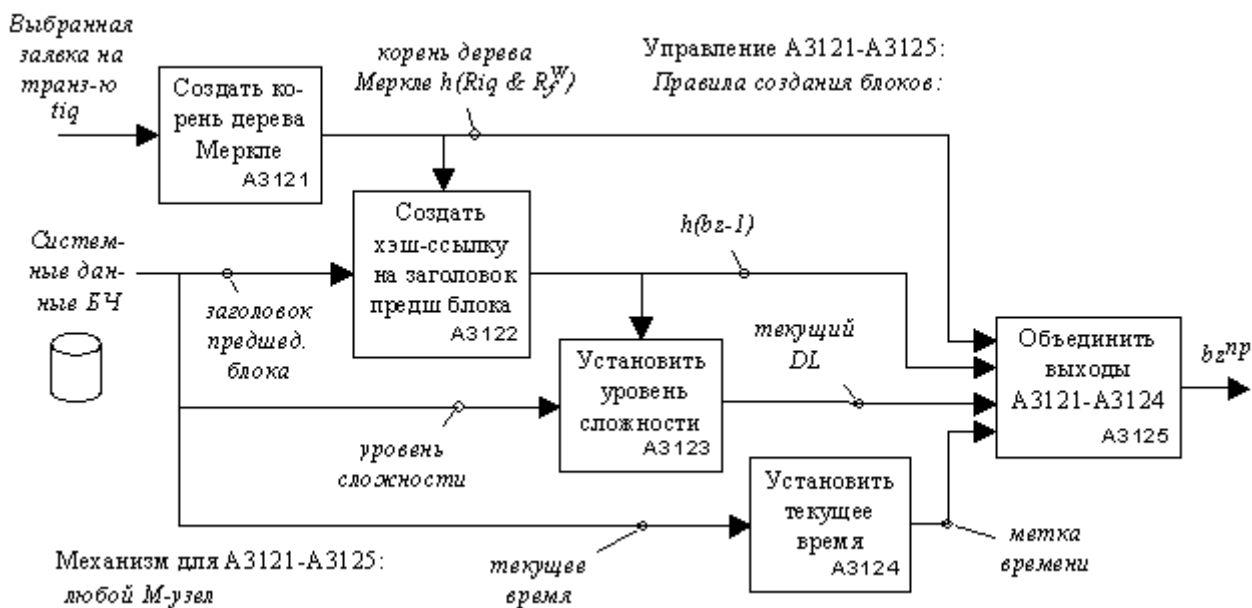 Выбранная
заявка на
транз-ю
tiq
корень дерева
Меркле h(Riq & R_f^W)
Управление А3121-А3125:
Правила создания блоков:
Создать ко-
рень дерева
Меркле
А3121
Систем-
ные дан-
ные БЧ
заголовок
предшед.
блока
Создать
хэш-ссылку
на заголовок
предш блока
А3122
h(bz-1)
текущий
DL
Установить
уровень
сложности
А3123
уровень
сложности
Объединить
выходы
А3121-А3124
А3125
bz^пр
Установить
текущее
время
А3124
текущее
время
метка
времени
Механизм для А3121-А3125:
любой М-узел